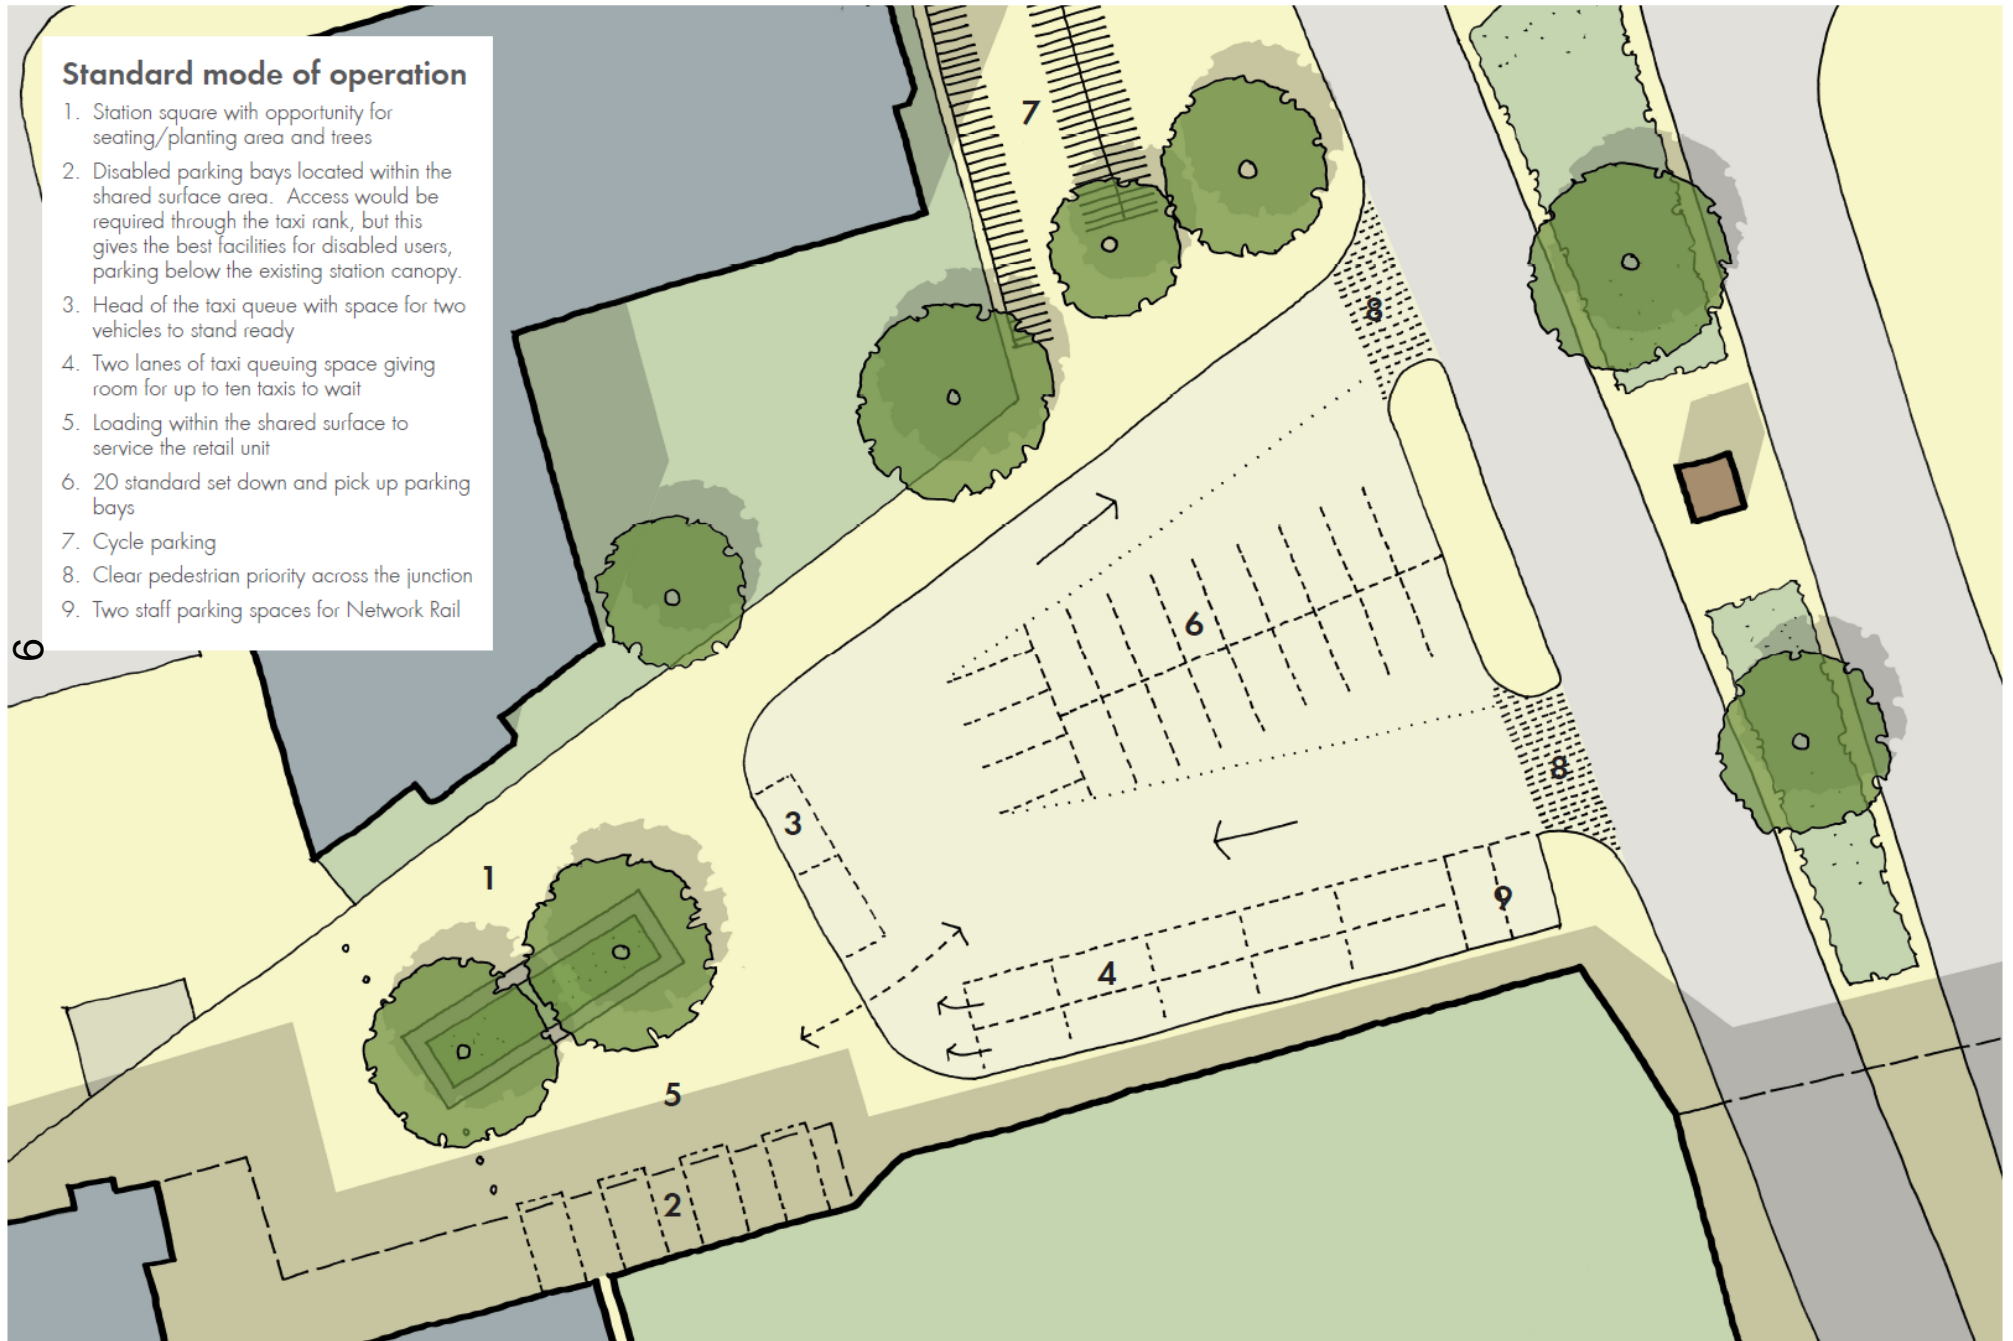 Standard mode of operation
1. Station square with opportunity for
seating/planting area and trees
2. Disabled parking bays located within the
shared surface area. Access would be
required through the taxi rank, but this
gives the best facilities for disabled users,
parking below the existing station canopy.
3. Head of the taxi queue with space for two
vehicles to stand ready
4. Two lanes of taxi queuing space giving
room for up to ten taxis to wait
5. Loading within the shared surface to
service the retail unit
6. 20 standard set down and pick up parking
bays
7. Cycle parking
8. Clear pedestrian priority across the junction
9. Two staff parking spaces for Network Rail
9
7
8
6
8
3
1
9
4
5
2